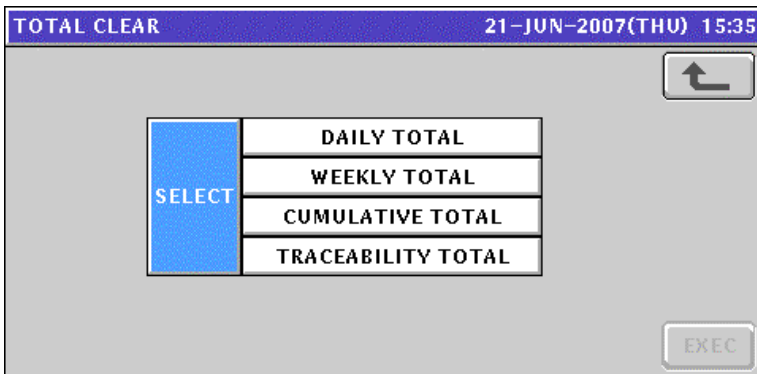 TOTAL CLEAR 21-JUN-2007(THU) 15:35
DAILY TOTAL
WEEKLY TOTAL
SELECT
CUMULATIVE TOTAL
TRACEABILITY TOTAL
EXEC